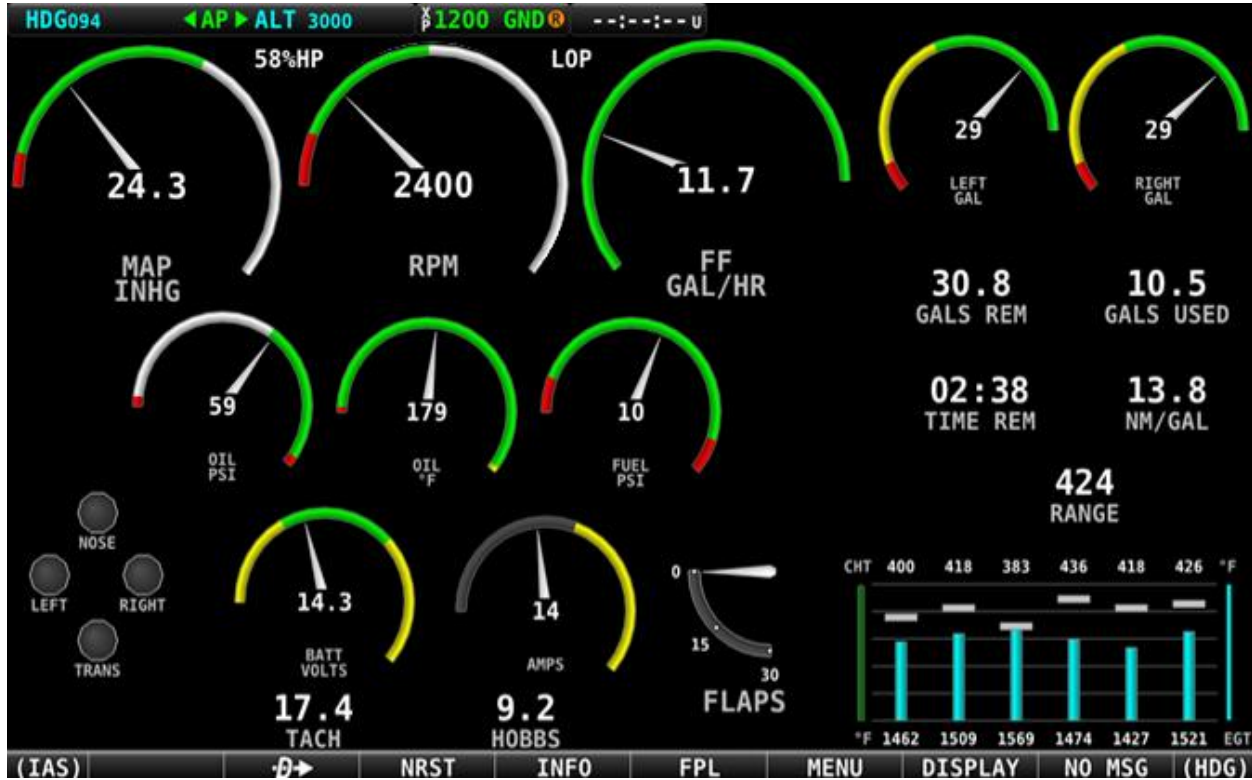 HDG094 AP ALT 3000 XP 1200 GND R --:--:-- U
58%HP LOP
24.3 2400 11.7 29 29
MAP
INHG
RPM
FF
GAL/HR
LEFT
GAL
RIGHT
GAL
30.8 10.5
GALS REM GALS USED
59 179 10
OIL
PSI
OIL
°F
FUEL
PSI
02:38 13.8
TIME REM NM/GAL
424
RANGE
NOSE
LEFT RIGHT
TRANS
14.3 14
BATT
VOLTS
AMPS
0
15
30
FLAPS
CHT 400 418 383 436 418 426 °F
°F 1462 1509 1569 1474 1427 1521 EGT
17.4 9.2
TACH HOBBS
(IAS) D NRST INFO FPL MENU DISPLAY NO MSG (HDG)